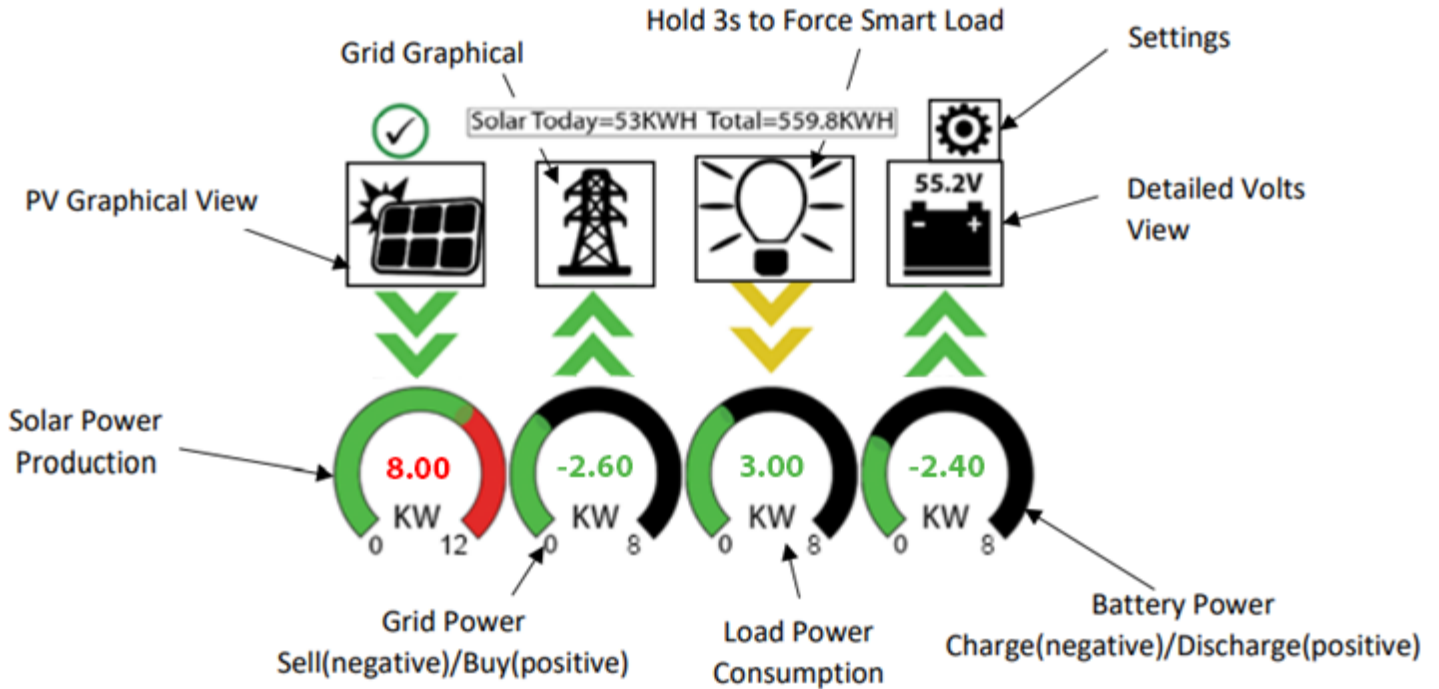 Hold 3s to Force Smart Load
Settings
Grid Graphical
Solar Today=53KWH Total=559.8KWH
PV Graphical View
55.2V
- +
Detailed Volts
View
Solar Power
Production
8.00
KW
0 12
-2.60
KW
0 8
3.00
KW
0 8
-2.40
KW
0 8
Grid Power
Sell(negative)/Buy(positive)
Load Power
Consumption
Battery Power
Charge(negative)/Discharge(positive)